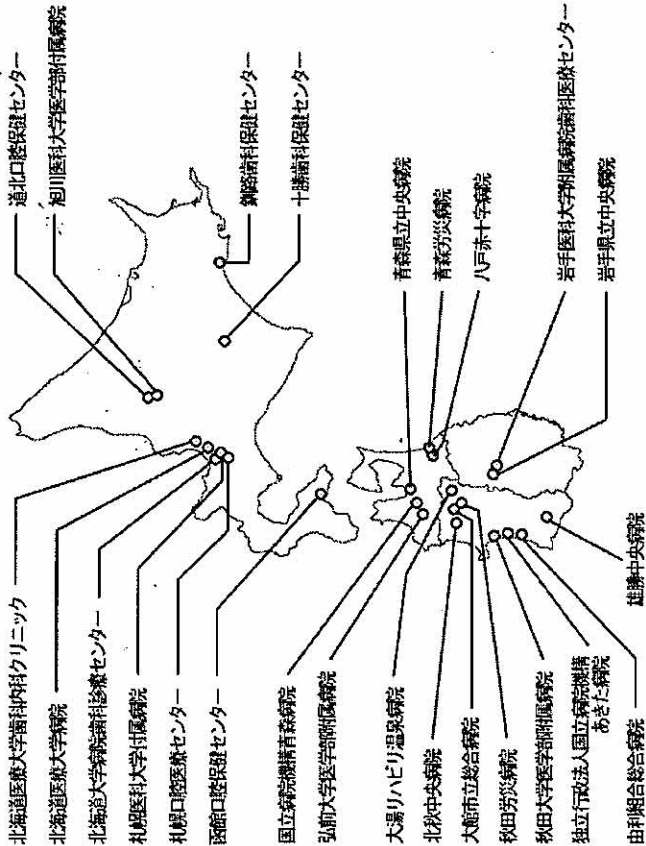 道北口腔保健センター
旭川医科大学医学部付属病院
釧路歯科保健センター
十勝歯科保健センター
青森県立中央病院
青森労災病院
八戸赤十字病院
岩手医科大学附属病院歯科医療センター
岩手県立中央病院
北海道医療大学歯科内科クリニック
北海道医療大学病院
北海道大学病院歯科診療センター
札幌医科大学付属病院
札幌口腔医療センター
函館口腔保健センター
国立病院機構青森病院
弘前大学医学部附属病院
大湯リハビリ温泉病院
北秋中央病院
大館市立総合病院
秋田労災病院
秋田大学医学部附属病院
独立行政法人国立病院機構
あきた病院
由利組合総合病院
雄勝中央病院